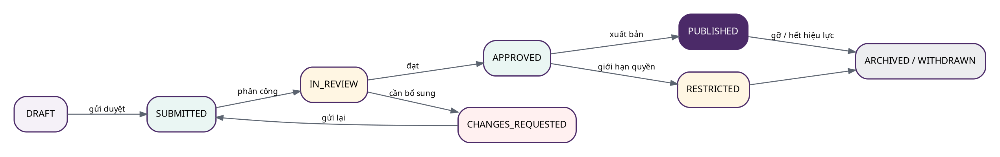 DRAFT
gửi duyệt
SUBMITTED
phân công
IN_REVIEW
đạt
cần bổ sung
gửi lại
CHANGES_REQUESTED
APPROVED
xuất bản
giới hạn quyền
PUBLISHED
RESTRICTED
gỡ / hết hiệu lực
ARCHIVED / WITHDRAWN